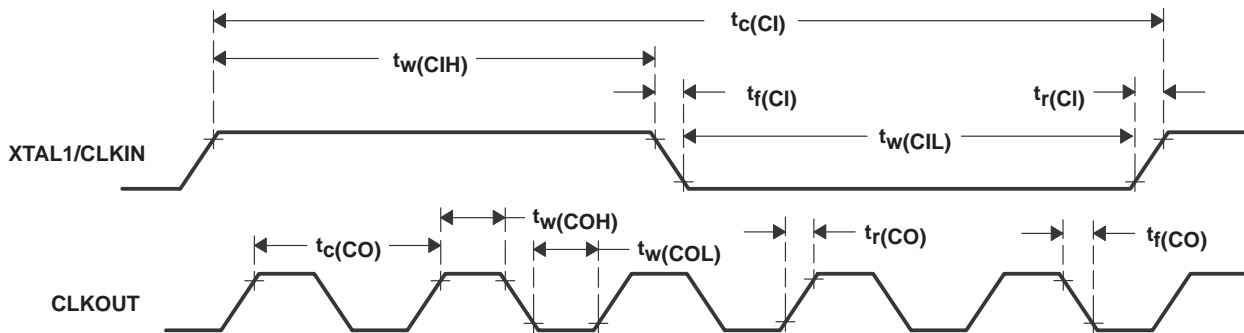 tc(CI)
tw(CIH)
tf(CI)
tr(CI)
tw(CIL)
XTAL1/CLKIN
tw(COH)
tc(CO)
tr(CO)
tf(CO)
tw(COL)
CLKOUT